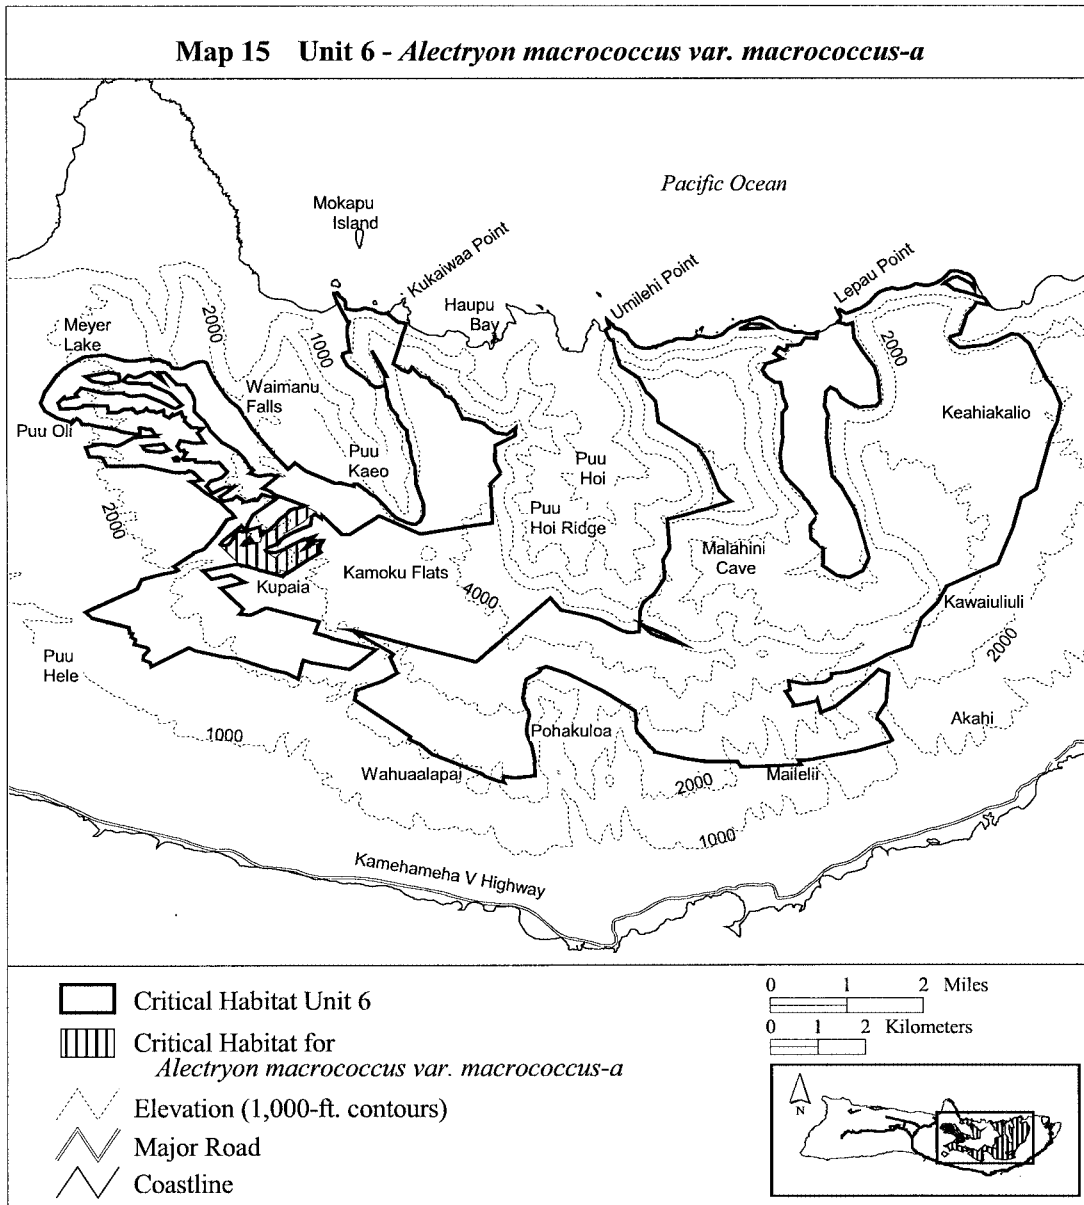 Map 15 Unit 6 - Alectryon macrococcus var. macrococcus-a
Pacific Ocean
Mokapu
Island
Kukaiwaa Point
Haupu
Bay
Umilehi Point
Lepau Point
Meyer
Lake
2000
1000
2000
Waimanu
Falls
Keahiakalio
Puu Oli
Puu
Kaeo
Puu
Hoi
Puu
Hoi Ridge
2000
Malahini
Cave
Kupaia
Kamoku Flats
4000
Kawaiuliuli
2000
Puu
Hele
1000
Pohakuloa
Akahi
Wahuaalapai
2000
Mailelii
1000
Kamehameha V Highway
Critical Habitat Unit 6
Critical Habitat for
Alectryon macrococcus var. macrococcus-a
Elevation (1,000-ft. contours)
Major Road
Coastline
0 1 2 Miles
0 1 2 Kilometers
N